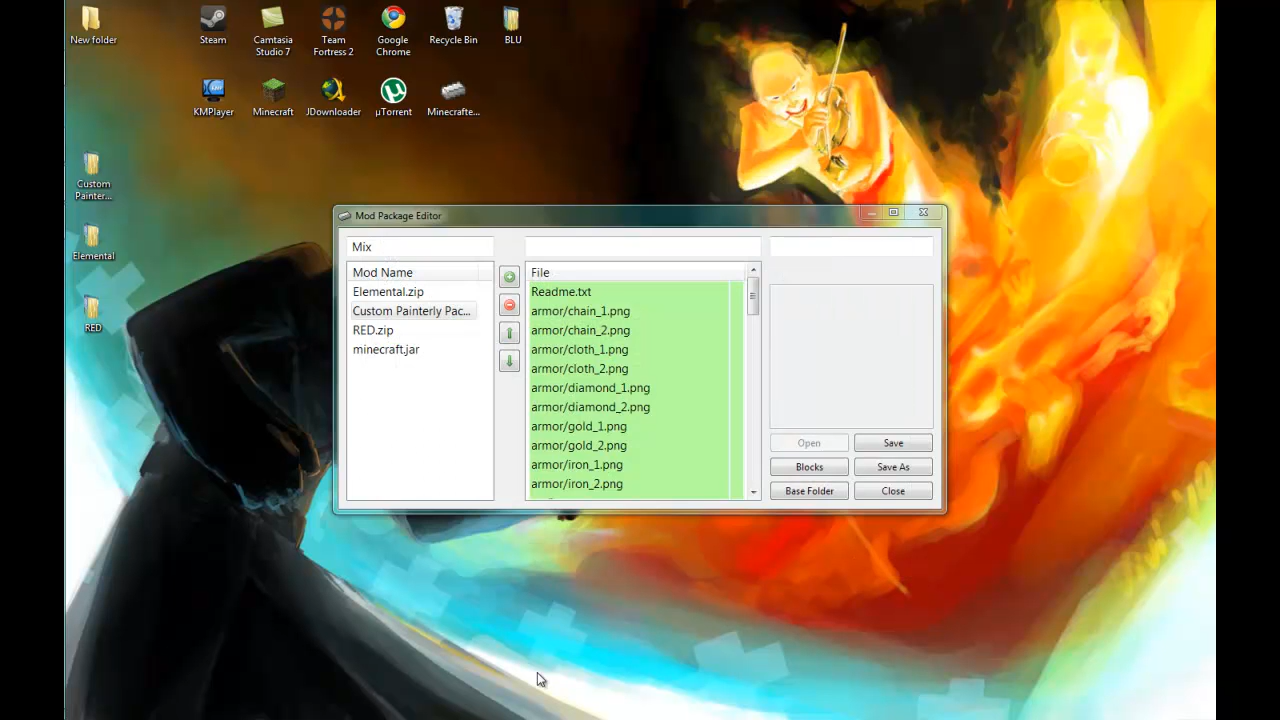 New folder
Steam
Camtasia
Studio 7
Team
Fortress 2
Google
Chrome
Recycle Bin
BLU
KMPlayer
Minecraft
JDownloader
µTorrent
Minecrafte...
Custom
Painter...
Elemental
RED
Mod Package Editor
Mix
Mod Name
Elemental.zip
Custom Painterly Pac...
RED.zip
minecraft.jar
File
Readme.txt
armor/chain_1.png
armor/chain_2.png
armor/cloth_1.png
armor/cloth_2.png
armor/diamond_1.png
armor/diamond_2.png
armor/gold_1.png
armor/gold_2.png
armor/iron_1.png
armor/iron_2.png
Open
Save
Blocks
Save As
Base Folder
Close